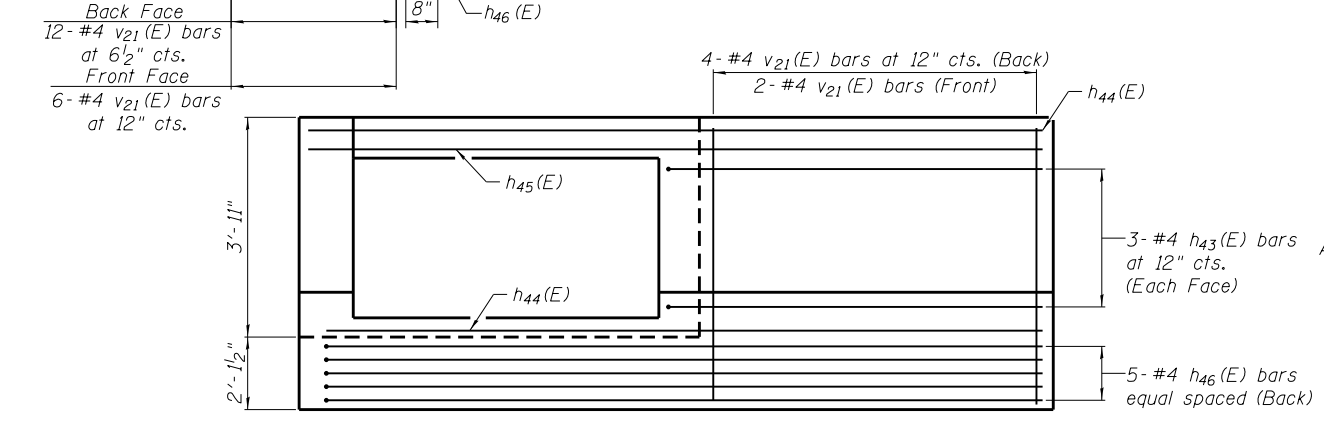 Back Face
12-#4 v21(E) bars
at 6½" cts.
Front Face
6-#4 v21(E) bars
at 12" cts.
8"
h46(E)
4-#4 v21(E) bars at 12" cts. (Back)
2-#4 v21(E) bars (Front)
h44(E)
h45(E)
3'-11"
3-#4 h43(E) bars
at 12" cts.
(Each Face)
h44(E)
2'-1½"
5-#4 h46(E) bars
equal spaced (Back)